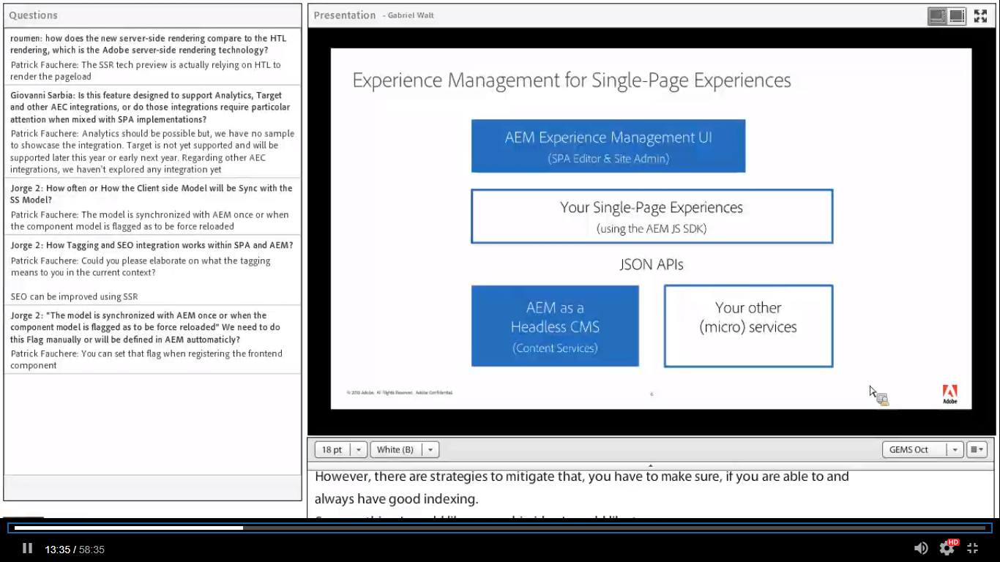 Questions
roumen: how does the new server-side rendering compare to the HTL
rendering, which is the Adobe server-side rendering technology?
Patrick Fauchere: The SSR tech preview is actually relying on HTL to
render the pageload
Giovanni Sarbia: Is this feature designed to support Analytics, Target
and other AEC integrations, or do those integrations require particolar
attention when mixed with SPA implementations?
Patrick Fauchere: Analytics should be possible but, we have no sample
to showcase the integration. Target is not yet supported and will be
supported later this year or early next year. Regarding other AEC
integrations, we haven't explored any integration yet
Jorge 2: How often or How the Client side Model will be Sync with the
SS Model?
Patrick Fauchere: The model is synchronized with AEM once or when
the component model is flagged as to be force reloaded
Jorge 2: How Tagging and SEO integration works within SPA and AEM?
Patrick Fauchere: Could you please elaborate on what the tagging
means to you in the current context?
SEO can be improved using SSR
Jorge 2: "The model is synchronized with AEM once or when the
component model is flagged as to be force reloaded" We need to do
this Flag manually or will be defined in AEM auttomaticly?
Patrick Fauchere: You can set that flag when registering the frontend
component
Presentation - Gabriel Walt
Experience Management for Single-Page Experiences
AEM Experience Management UI
(SPA Editor & Site Admin)
Your Single-Page Experiences
(using the AEM JS SDK)
JSON APIs
AEM as a
Headless CMS
(Content Services)
Your other
(micro) services
All Rights Reserved. Adobe Confidential.
6
Adobe
18 pt
White (B)
GEMS Oct
However, there are strategies to mitigate that, you have to make sure, if you are able to and
always have good indexing.
13:35 / 58:35
HD